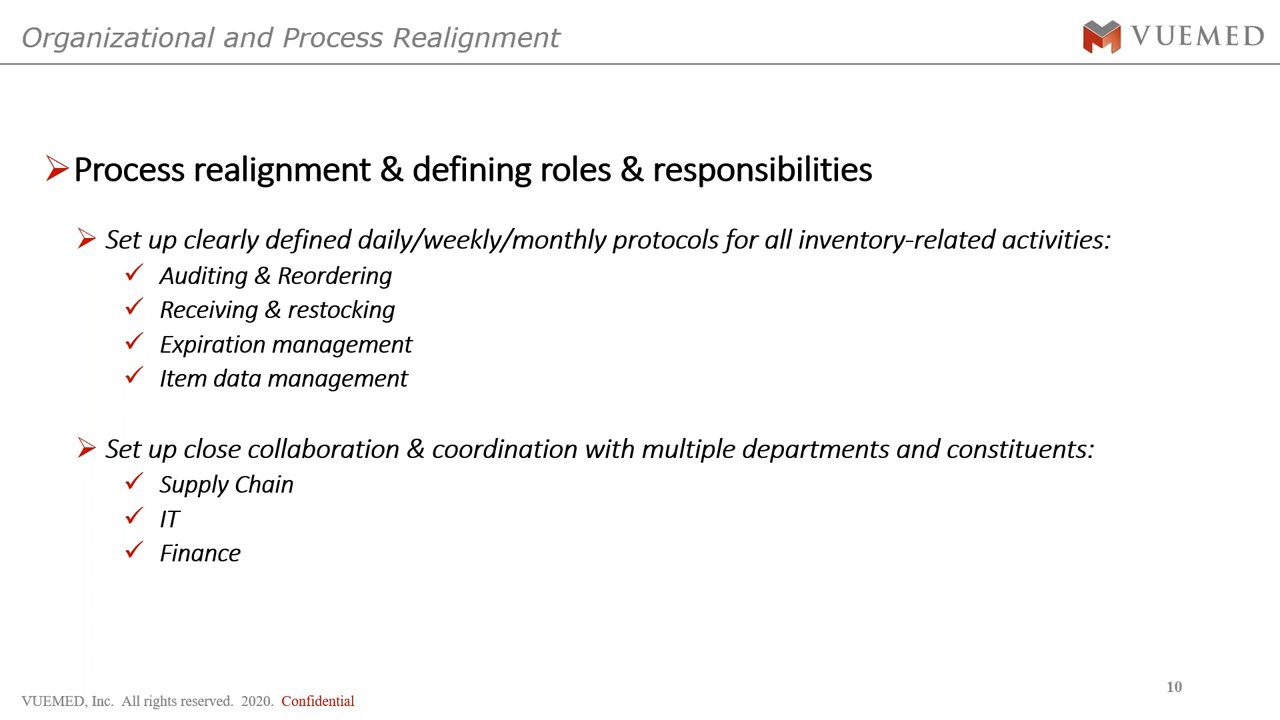 Organizational and Process Realignment
VUEMED
Process realignment & defining roles & responsibilities
Set up clearly defined daily/weekly/monthly protocols for all inventory-related activities:
Auditing & Reordering
Receiving & restocking
Expiration management
Item data management
Set up close collaboration & coordination with multiple departments and constituents:
Supply Chain
IT
Finance
VUEMED, Inc. All rights reserved. 2020. Confidential
10